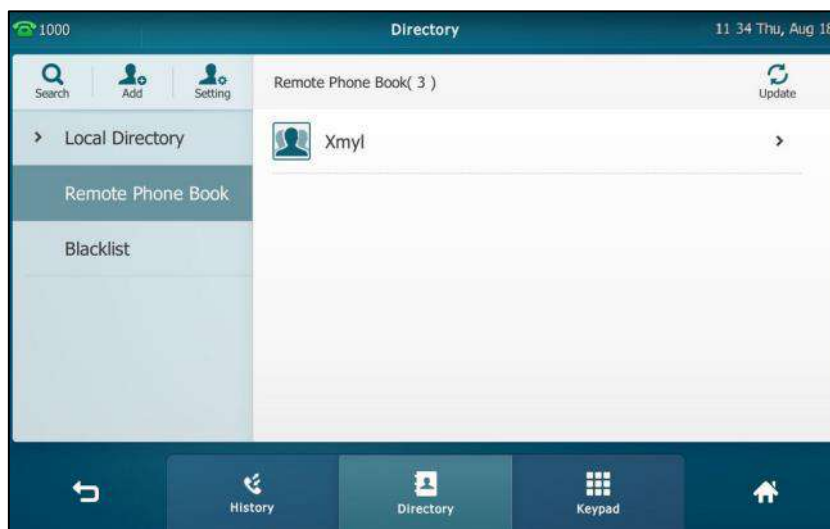 1000
Directory
11 34 Thu, Aug 18
Search
Add
Setting
Remote Phone Book( 3 )
Update
Local Directory
Xmyl
Remote Phone Book
Blacklist
History
Directory
Keypad